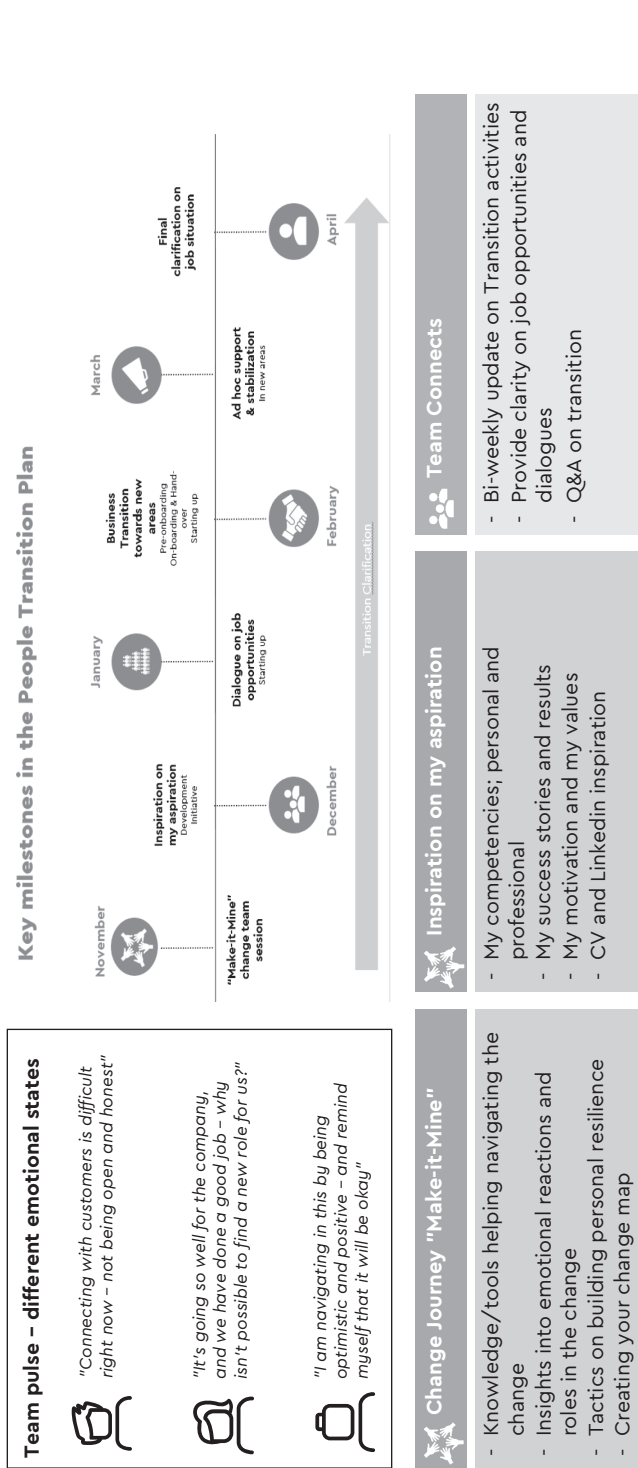 Team pulse – different emotional states
"Connecting with customers is difficult
right now – not being open and honest"
"It's going so well for the company,
and we have done a good job – why
isn't possible to find a new role for us?"
"I am navigating in this by being
optimistic and positive – and remind
myself that it will be okay"
Key milestones in the People Transition Plan
November
"Make-it-Mine"
change team
session
Inspiration on
my aspiration
Development
Initiative
December
January
Dialogue on job
opportunities
Starting up
Business
Transition
towards new
areas
Pre-onboarding
On-boarding & Hand-
over
Starting up
February
March
Ad hoc support
& stabilization
In new areas
Final
clarification on
job situation
April
Transition Clarification
Change Journey "Make-it-Mine"
- Knowledge/tools helping navigating the
change
- Insights into emotional reactions and
roles in the change
- Tactics on building personal resilience
- Creating your change map
Inspiration on my aspiration
- My competencies; personal and
professional
- My success stories and results
- My motivation and my values
- CV and Linkedin inspiration
Team Connects
- Bi-weekly update on Transition activities
- Provide clarity on job opportunities and
dialogues
- Q&A on transition